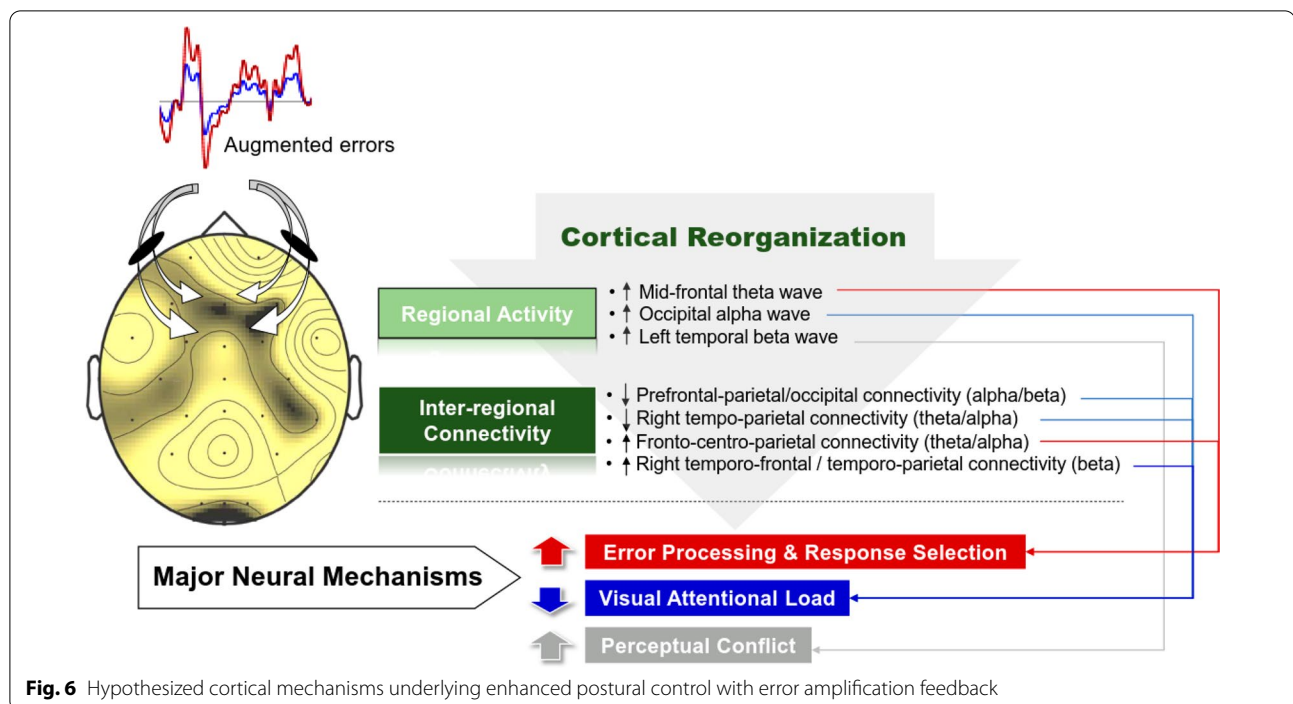 Augmented errors
Cortical Reorganization
Regional Activity
• ↑ Mid-frontal theta wave
• ↑ Occipital alpha wave
• ↑ Left temporal beta wave
Inter-regional
Connectivity
• ↓ Prefrontal-parietal/occipital connectivity (alpha/beta)
• ↓ Right tempo-parietal connectivity (theta/alpha)
• ↑ Fronto-centro-parietal connectivity (theta/alpha)
• ↑ Right temporo-frontal / temporo-parietal connectivity (beta)
Major Neural Mechanisms
Error Processing & Response Selection
Visual Attentional Load
Perceptual Conflict
Fig. 6 Hypothesized cortical mechanisms underlying enhanced postural control with error amplification feedback